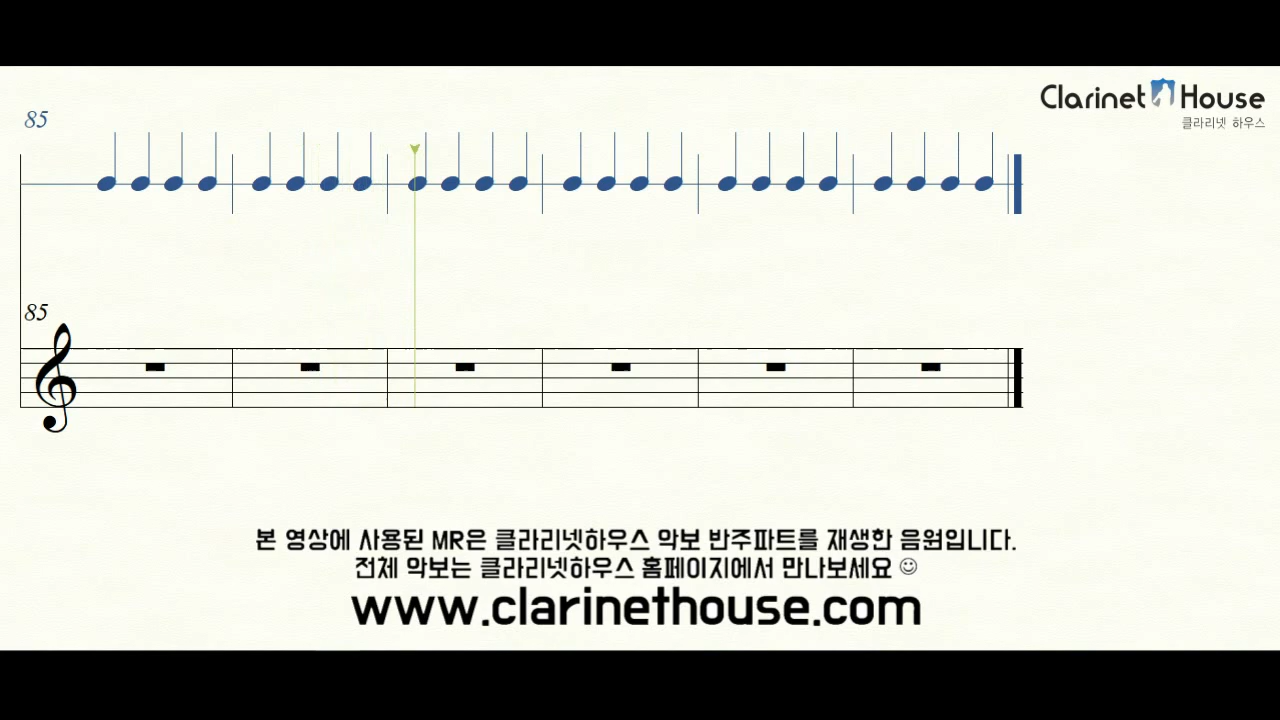 Clarinet House
클라리넷 하우스
85
85
본 영상에 사용된 MR은 클라리넷하우스 악보 반주파트를 재생한 음원입니다.
전체 악보는 클라리넷하우스 홈페이지에서 만나보세요 ☺
www.clarinethouse.com